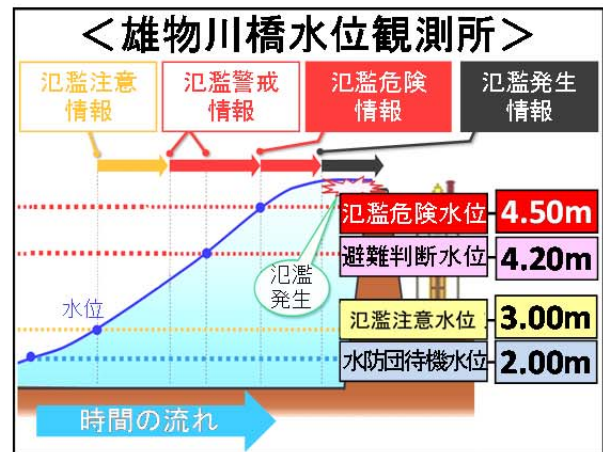 ＜雄物川橋水位観測所＞
氾濫注意
情報
氾濫警戒
情報
氾濫危険
情報
氾濫発生
情報
氾濫危険水位
4.50m
避難判断水位
4.20m
氾濫
発生
水位
氾濫注意水位
3.00m
水防団待機水位
2.00m
時間の流れ